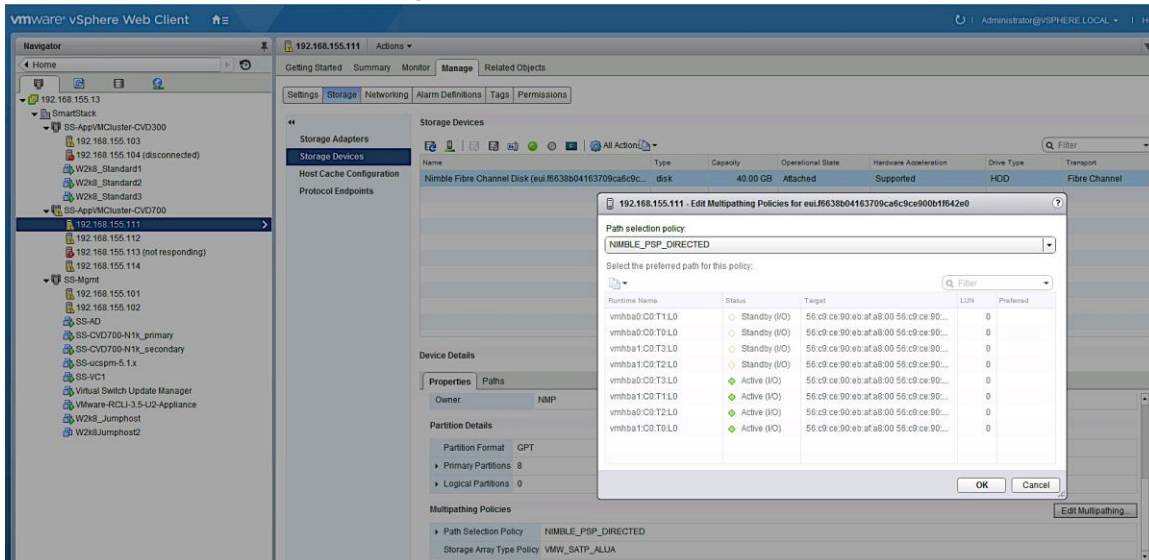 vmware® vSphere Web Client
Administrator@VSPHERE.LOCAL
Navigator
Home
192.168.155.13
SmartStack
SS-AppVMCluster-CVD300
192.168.155.103
192.168.155.104 (disconnected)
W2k8_Standard1
W2k8_Standard2
W2k8_Standard3
SS-AppVMCluster-CVD700
192.168.155.111
192.168.155.112
192.168.155.113 (not responding)
192.168.155.114
SS-Mgmt
192.168.155.101
192.168.155.102
SS-AD
SS-CVD700-N1k_primary
SS-CVD700-N1k_secondary
SS-ucspm-5.1.x
SS-VC1
Virtual Switch Update Manager
VMware-RCLI-3.5-U2-Appliance
W2k8_Jumphost
W2k8Jumphost2
192.168.155.111 Actions
Getting Started Summary Monitor Manage Related Objects
Settings Storage Networking Alarm Definitions Tags Permissions
Storage Adapters
Storage Devices
Host Cache Configuration
Protocol Endpoints
Storage Devices
All Actions
Filter
Name Type Capacity Operational State Hardware Acceleration Drive Type Transport
Nimble Fibre Channel Disk (eui.f6638b04163709ca6c9c... disk 40.00 GB Attached Supported HDD Fibre Channel
192.168.155.111 - Edit Multipathing Policies for eui.f6638b04163709ca6c9ce900b1f642e0
Path selection policy:
NIMBLE_PSP_DIRECTED
Select the preferred path for this policy:
Filter
Runtime Name Status Target LUN Preferred
vmhba0:C0:T1:L0 Standby (I/O) 56:c9:ce:90:eb:af:a8:00 56:c9:ce:90:... 0
vmhba0:C0:T0:L0 Standby (I/O) 56:c9:ce:90:eb:af:a8:00 56:c9:ce:90:... 0
vmhba1:C0:T3:L0 Standby (I/O) 56:c9:ce:90:eb:af:a8:00 56:c9:ce:90:... 0
vmhba1:C0:T2:L0 Standby (I/O) 56:c9:ce:90:eb:af:a8:00 56:c9:ce:90:... 0
vmhba0:C0:T3:L0 Active (I/O) 56:c9:ce:90:eb:af:a8:00 56:c9:ce:90:... 0
vmhba1:C0:T1:L0 Active (I/O) 56:c9:ce:90:eb:af:a8:00 56:c9:ce:90:... 0
vmhba0:C0:T2:L0 Active (I/O) 56:c9:ce:90:eb:af:a8:00 56:c9:ce:90:... 0
vmhba1:C0:T0:L0 Active (I/O) 56:c9:ce:90:eb:af:a8:00 56:c9:ce:90:... 0
OK Cancel
Device Details
Properties Paths
Owner NMP
Partition Details
Partition Format GPT
Primary Partitions 8
Logical Partitions 0
Multipathing Policies
Edit Multipathing...
Path Selection Policy NIMBLE_PSP_DIRECTED
Storage Array Type Policy VMW_SATP_ALUA